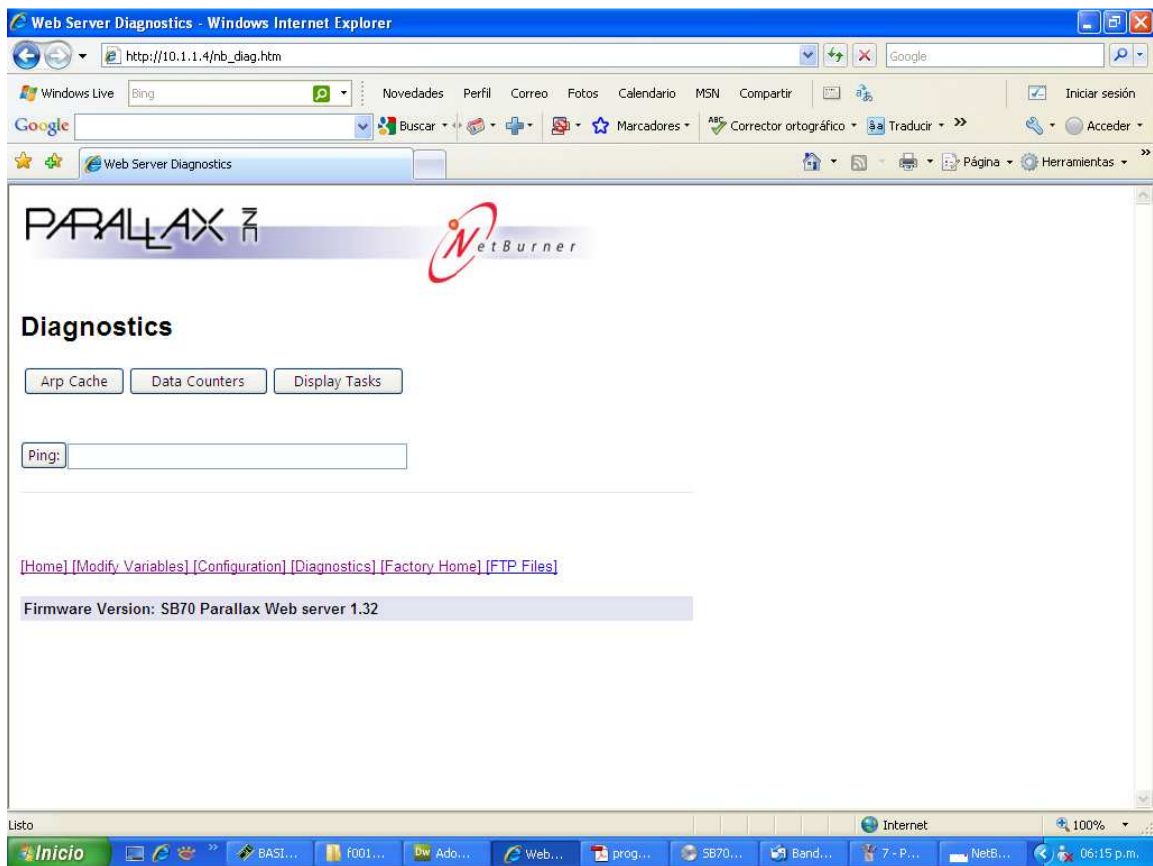 Web Server Diagnostics - Windows Internet Explorer
http://10.1.1.4/nb_diag.htm
Google
Windows Live
Bing
Novedades Perfil Correo Fotos Calendario MSN Compartir
Iniciar sesión
Google
Buscar
Marcadores
ABC Corrector ortográfico
Traducir
Acceder
Web Server Diagnostics
Página
Herramientas
PARALLAX INC
NetBurner
Diagnostics
Arp Cache Data Counters Display Tasks
Ping:
[Home] [Modify Variables] [Configuration] [Diagnostics] [Factory Home] [FTP Files]
Firmware Version: SB70 Parallax Web server 1.32
Listo
Internet
100%
Inicio
BASI...
f001...
Dw Ado...
Web...
prog...
SB70...
Band...
7 - P...
NetB...
06:15 p.m.